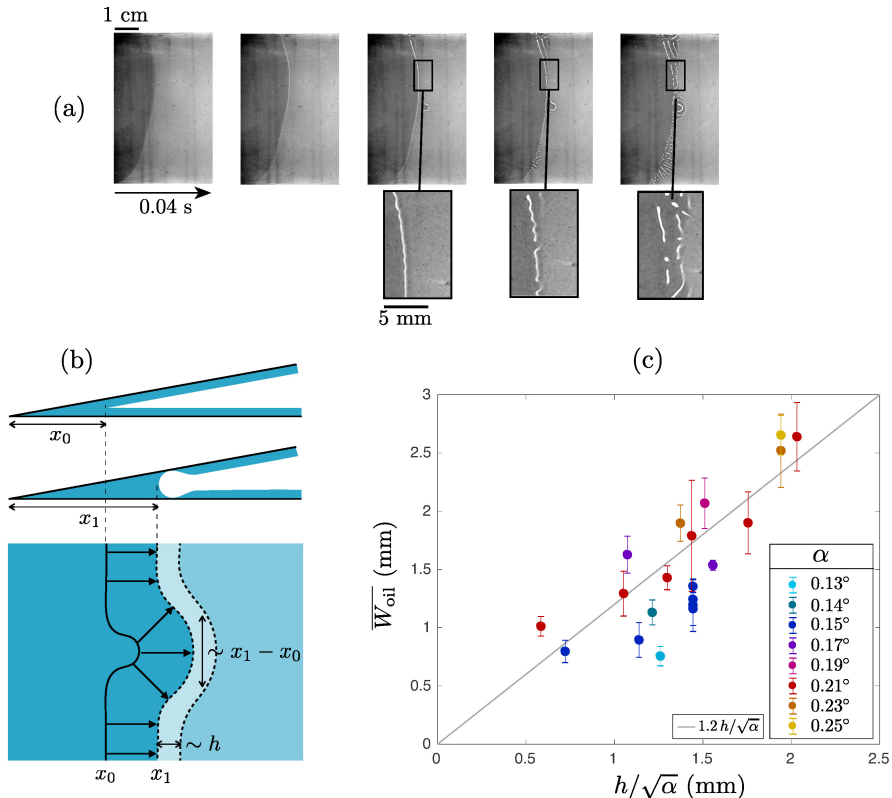 1 cm
(a)
0.04 s
5 mm
(b)
x₀
x₁
~ x₁ − x₀
~ h
x₀ x₁
(c)
3
2.5
2
1.5
1
0.5
0
0 0.5 1 1.5 2 2.5
W_oil (mm)
h/√α (mm)
1.2 h/√α
α
0.13°
0.14°
0.15°
0.17°
0.19°
0.21°
0.23°
0.25°